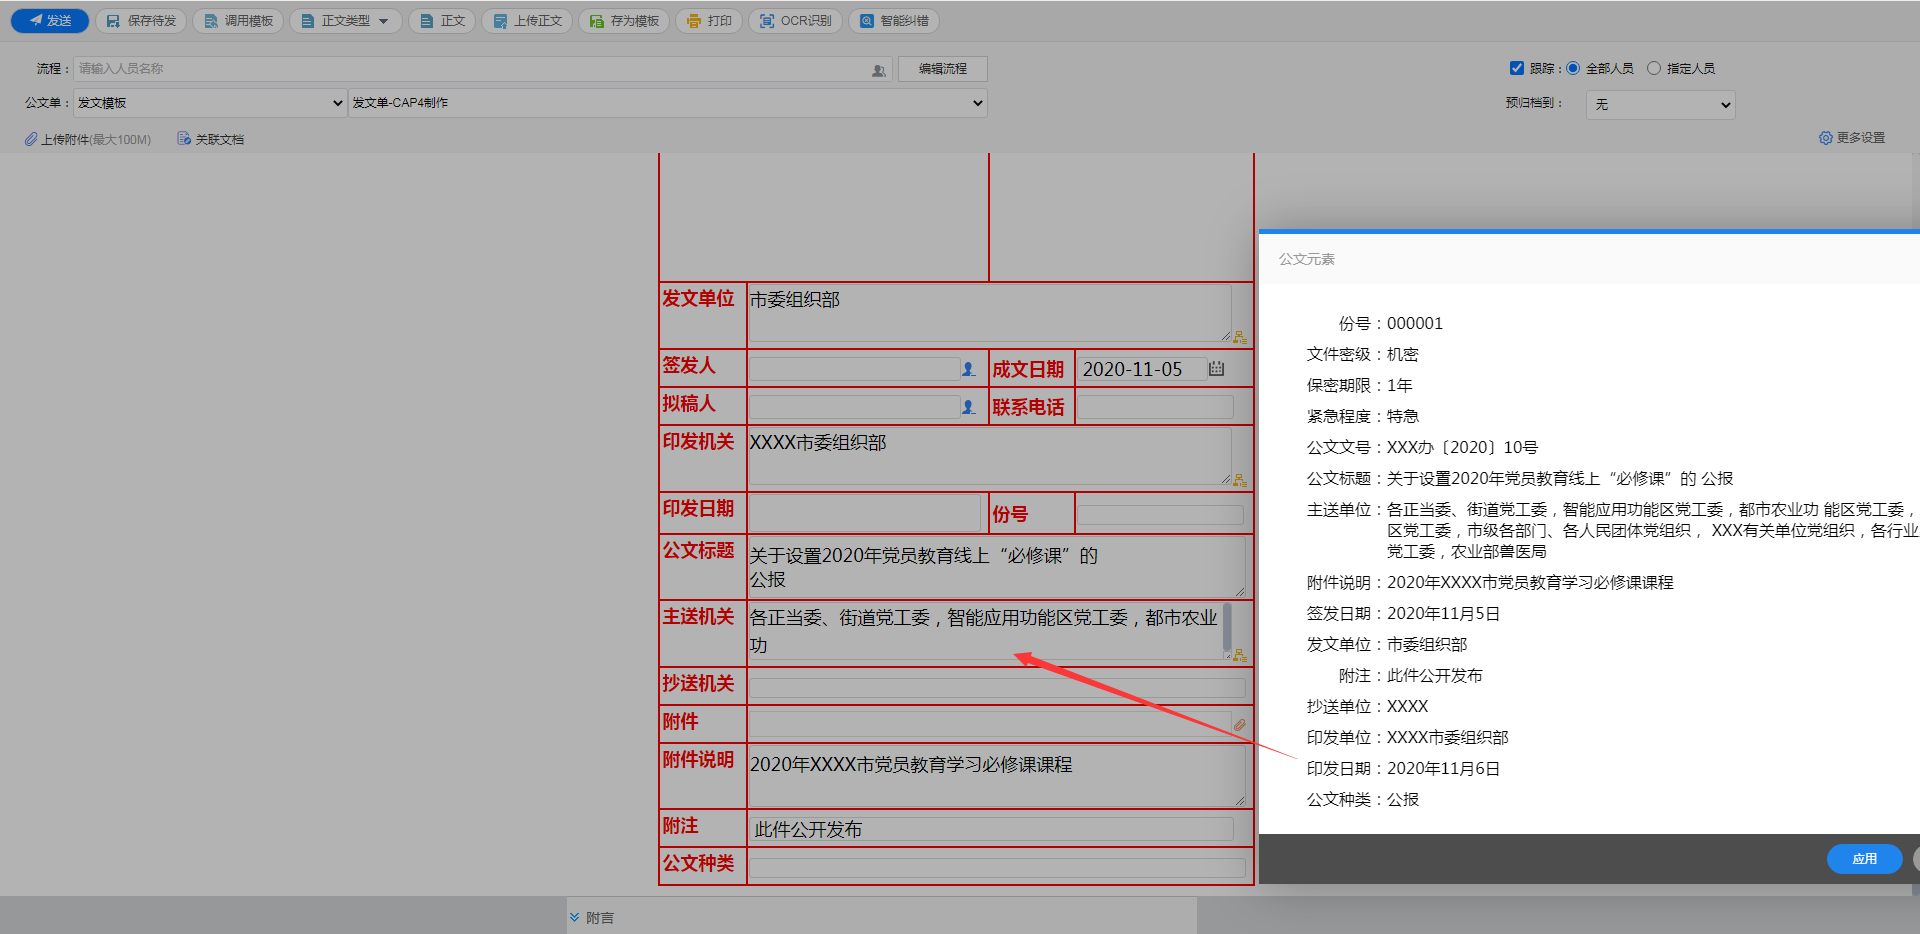 发送 保存待发 调用模板 正文类型 正文 上传正文 存为模板 打印 OCR识别 智能纠错
流程： 请输入人员名称 编辑流程 跟踪： 全部人员 指定人员
公文单： 发文模板 发文单-CAP4制作 预归档到： 无
上传附件(最大100M) 关联文档 更多设置
发文单位 市委组织部
签发人 成文日期 2020-11-05
拟稿人 联系电话
印发机关 XXXX市委组织部
印发日期 份号
公文标题 关于设置2020年党员教育线上“必修课”的
公报
主送机关 各正当委、街道党工委，智能应用功能区党工委，都市农业
功
抄送机关
附件
附件说明 2020年XXXX市党员教育学习必修课课程
附注 此件公开发布
公文种类
附言
公文元素
份号：000001
文件密级：机密
保密期限：1年
紧急程度：特急
公文文号：XXX办〔2020〕10号
公文标题：关于设置2020年党员教育线上“必修课”的 公报
主送单位：各正当委、街道党工委，智能应用功能区党工委，都市农业功 能区党工委，
区党工委，市级各部门、各人民团体党组织， XXX有关单位党组织，各行业
党工委，农业部兽医局
附件说明：2020年XXXX市党员教育学习必修课课程
签发日期：2020年11月5日
发文单位：市委组织部
附注：此件公开发布
抄送单位：XXXX
印发单位：XXXX市委组织部
印发日期：2020年11月6日
公文种类：公报
应用